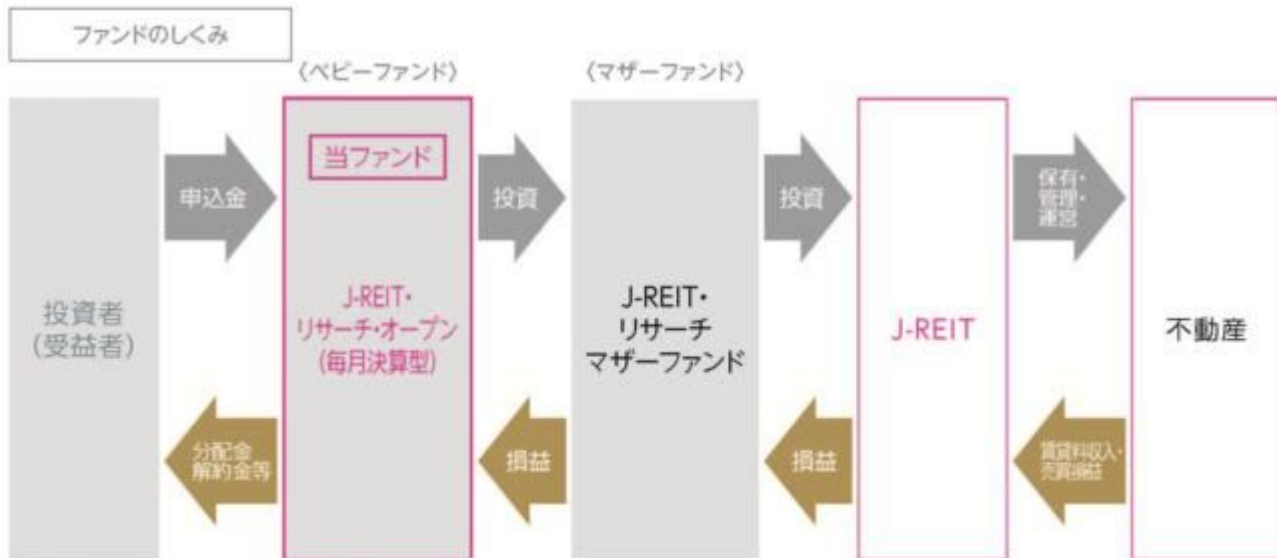 ファンドのしくみ
〈ベビーファンド〉
〈マザーファンド〉
投資者
(受益者)
申込金
分配金
解約金等
当ファンド
J-REIT・
リサーチ・オープン
(毎月決算型)
投資
損益
J-REIT・
リサーチ
マザーファンド
投資
損益
J-REIT
保有・
管理・
運営
賃貸料収入・
売買損益
不動産